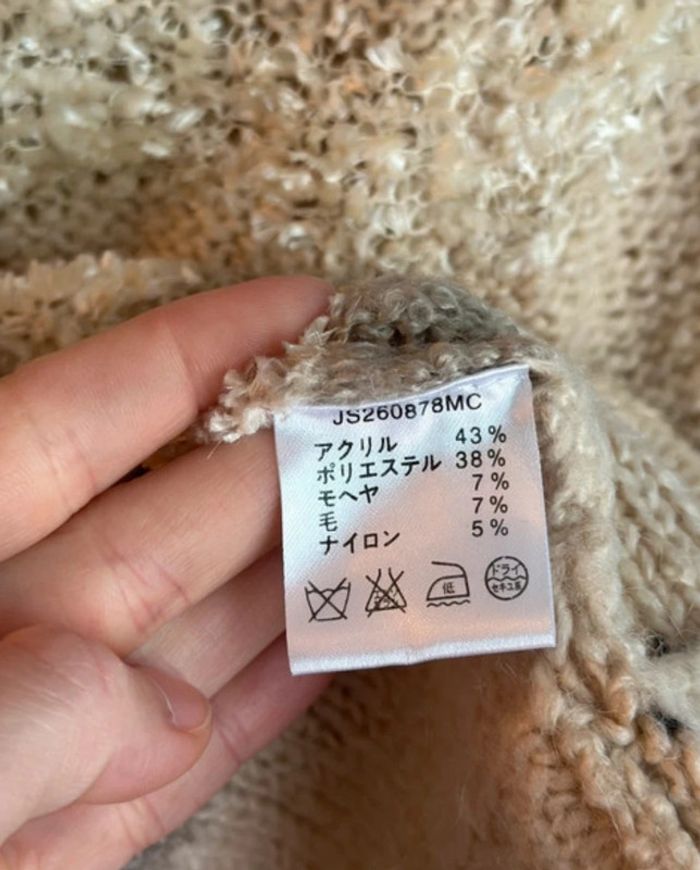 JS260878MC
アクリル 43%
ポリエステル 38%
モヘヤ 7%
毛 7%
ナイロン 5%
低 ドライ
セキユ系